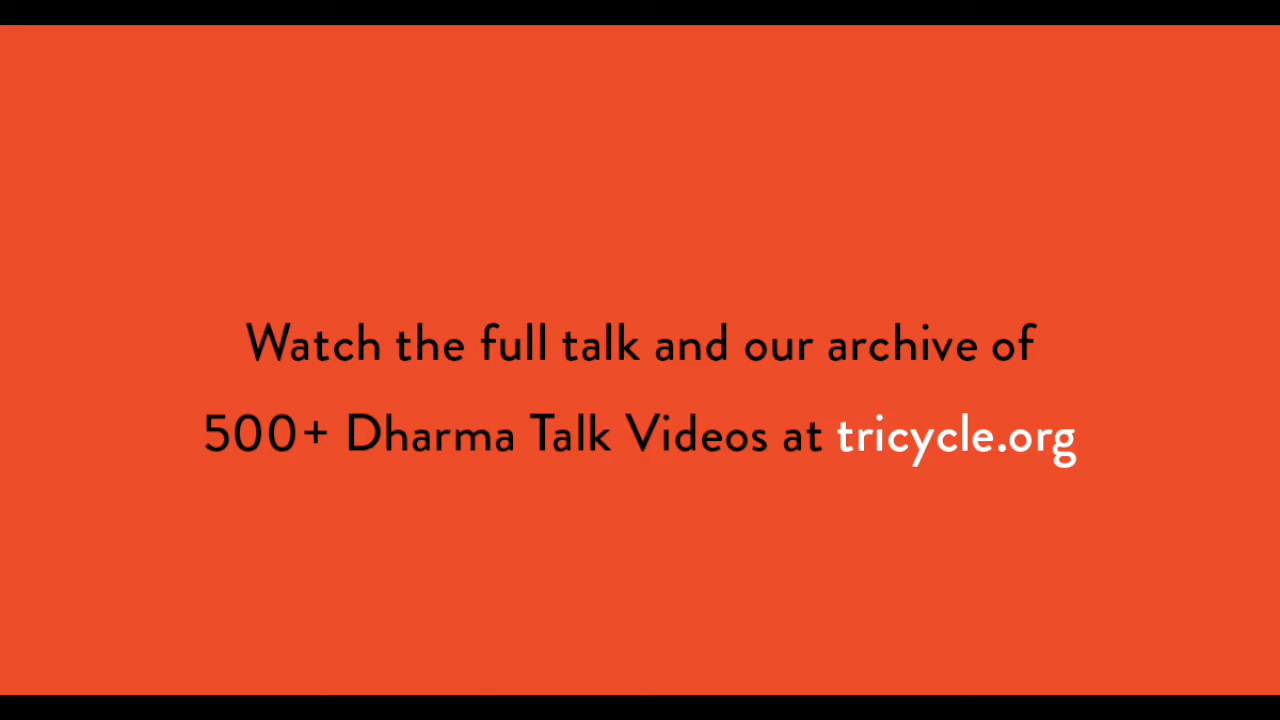 Watch the full talk and our archive of
500+ Dharma Talk Videos at tricycle.org